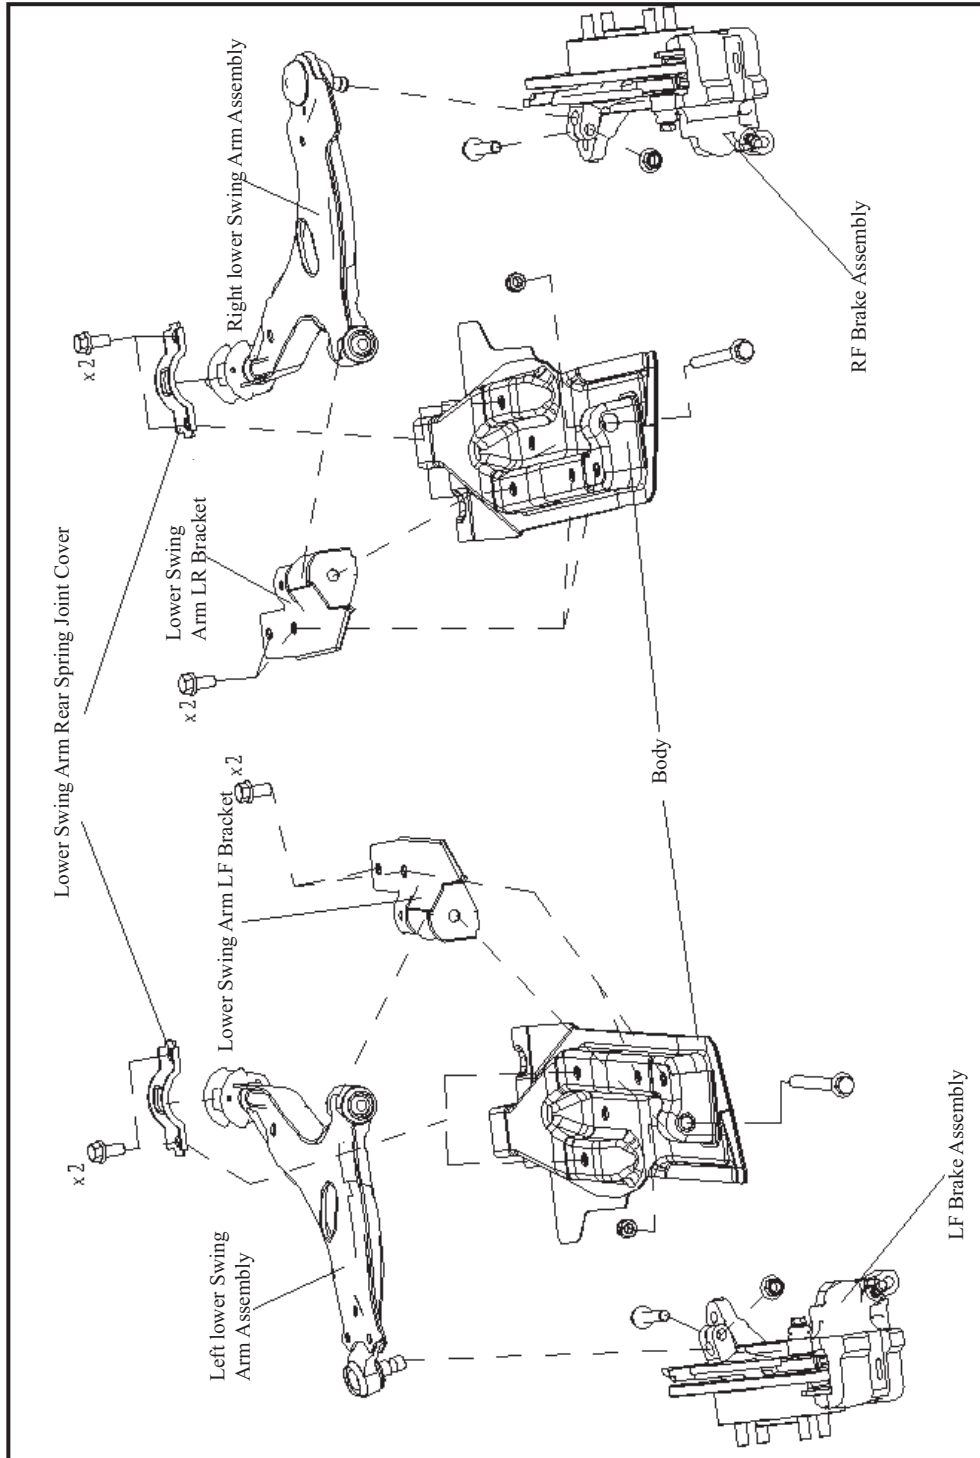 Lower Swing Arm Rear Spring Joint Cover
x 2
x 2
Left lower Swing
Arm Assembly
Lower Swing Arm LF Bracket
x 2
Lower Swing
Arm LR Bracket
x 2
Right lower Swing Arm Assembly
Body
LF Brake Assembly
RF Brake Assembly